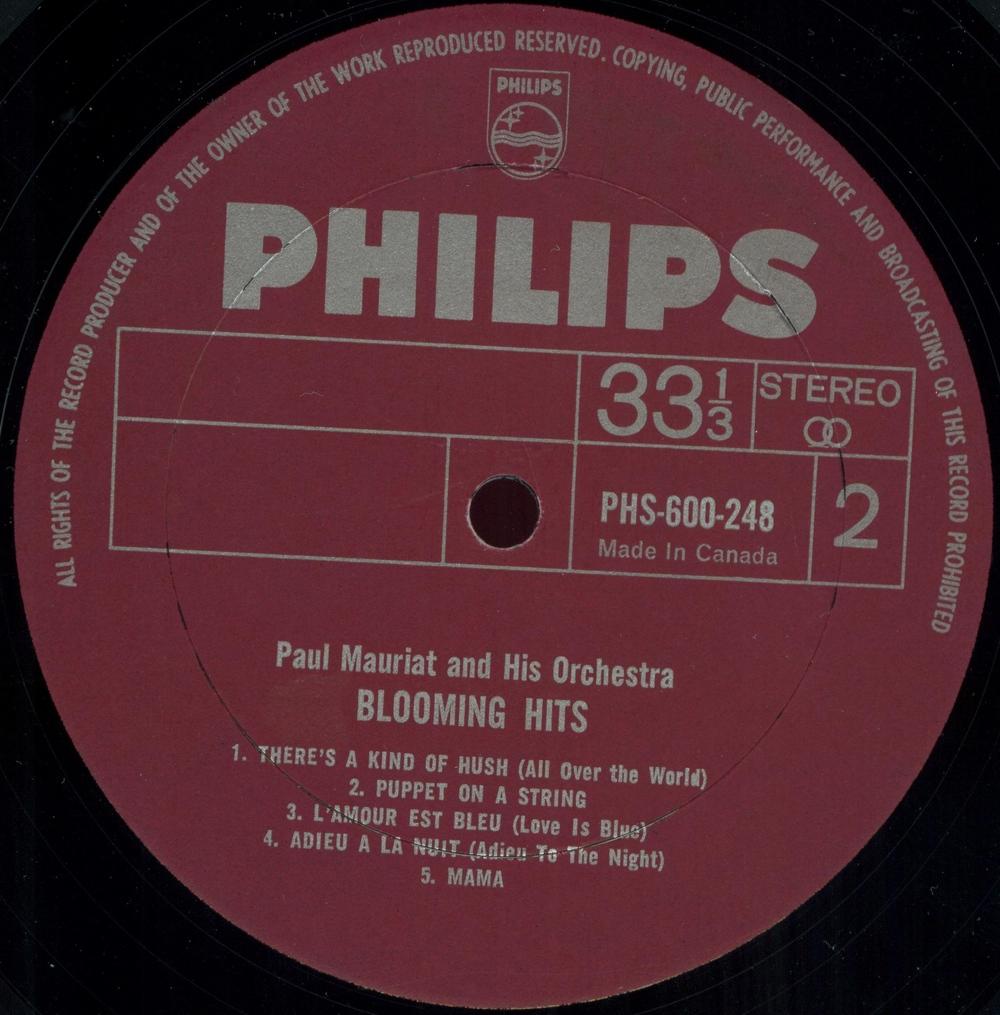 ALL RIGHTS OF THE RECORD PRODUCER AND OF THE OWNER OF THE WORK REPRODUCED RESERVED. COPYING, PUBLIC PERFORMANCE AND BROADCASTING OF THIS RECORD PROHIBITED
PHILIPS
PHILIPS
33 1/3
STEREO
PHS-600-248
Made In Canada
2
Paul Mauriat and His Orchestra
BLOOMING HITS
1. THERE'S A KIND OF HUSH (All Over the World)
2. PUPPET ON A STRING
3. L'AMOUR EST BLEU (Love Is Blue)
4. ADIEU A LA NUIT (Adieu To The Night)
5. MAMA